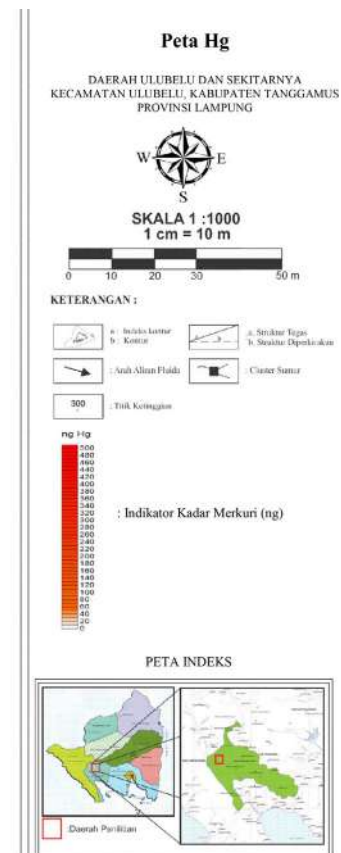 Peta Hg
DAERAH ULUBELU DAN SEKITARNYA
KECAMATAN ULUBELU, KABUPATEN TANGGAMUS
PROVINSI LAMPUNG
W E
S
SKALA 1 :1000
1 cm = 10 m
0 10 20 30 50 m
KETERANGAN :
a : Indeks kontur
b : Kontur
a. Struktur Tegas
b. Struktur Diperkirakan
: Arah Aliran Fluida
: Cluster Sumur
300
: Titik Ketinggian
ng Hg
500
480
460
440
420
400
380
360
340
320
300
280
260
240
220
200
180
160
140
120
100
80
60
40
20
0
: Indikator Kadar Merkuri (ng)
PETA INDEKS
:Daerah Penilitian